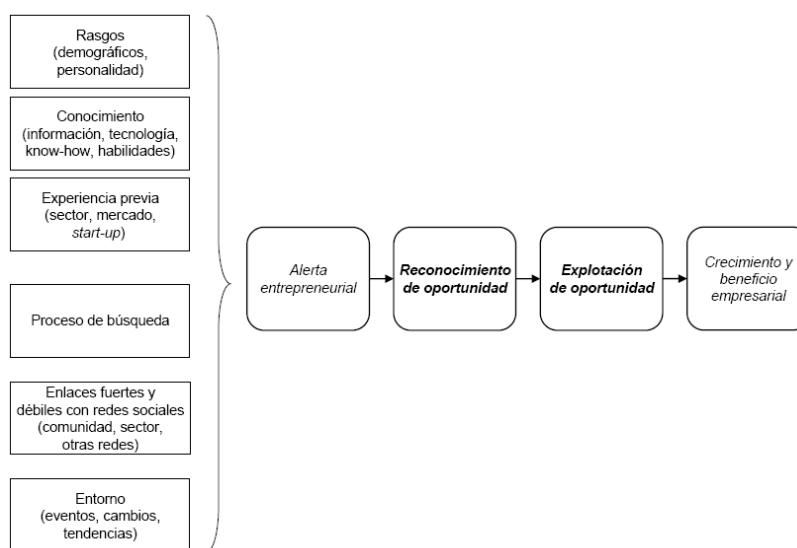 Rasgos
(demográficos,
personalidad)
Conocimiento
(información, tecnología,
know-how, habilidades)
Experiencia previa
(sector, mercado,
start-up)
Proceso de búsqueda
Enlaces fuertes y
débiles con redes sociales
(comunidad, sector,
otras redes)
Entorno
(eventos, cambios,
tendencias)
Alerta
entrepreneurial
Reconocimiento
de oportunidad
Explotación
de oportunidad
Crecimiento y
beneficio
empresarial